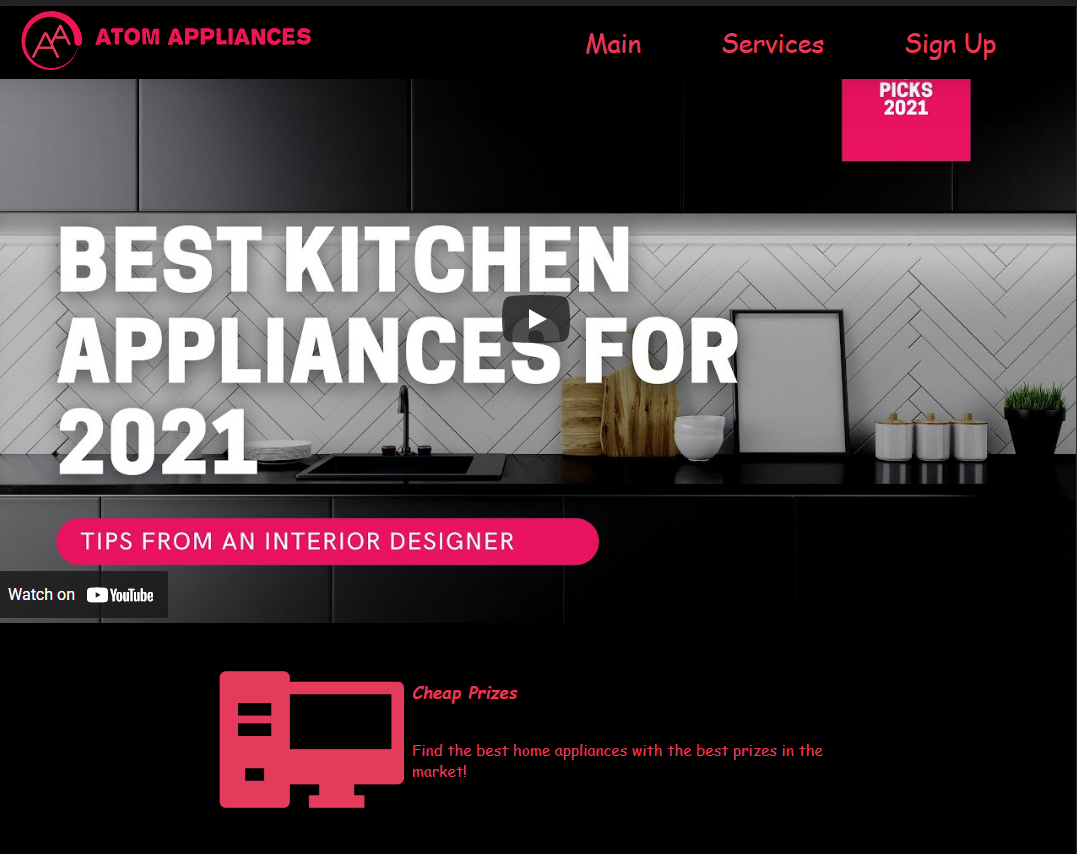 ATOM APPLIANCES
Main Services Sign Up
PICKS
2021
BEST KITCHEN
APPLIANCES FOR
2021
TIPS FROM AN INTERIOR DESIGNER
Watch on YouTube
Cheap Prizes
Find the best home appliances with the best prizes in the
market!